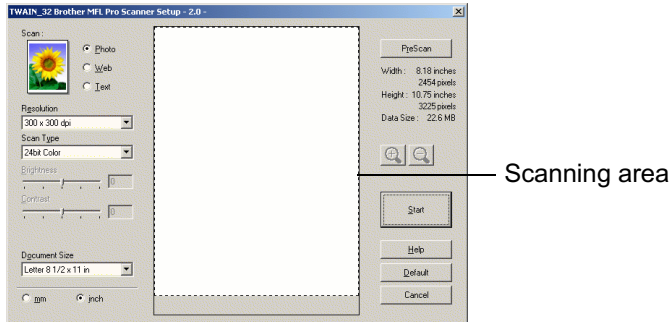 TWAIN_32 Brother MFL Pro Scanner Setup - 2.0 -
Scan :
Photo
Web
Text
Resolution
300 x 300 dpi
Scan Type
24bit Color
Brightness
0
Contrast
0
Document Size
Letter 8 1/2 x 11 in
mm
inch
PreScan
Width : 8.18 inches
2454 pixels
Height : 10.75 inches
3225 pixels
Data Size : 22.6 MB
Start
Help
Default
Cancel
Scanning area